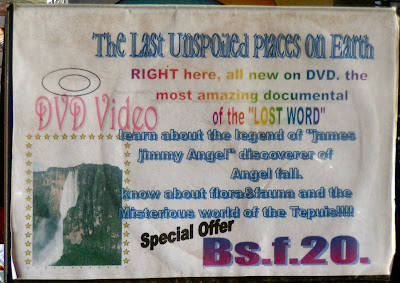 The Last Unspoiled places on Earth
RIGHT here, all new on DVD. the
most amazing documental
of the "LOST WORD"
DVD Video
learn about the legend of "james
jimmy Angel" discoverer of
Angel fall.
know about flora&fauna and the
Misterious world of the Tepuis!!!!
Special Offer
Bs.f.20.